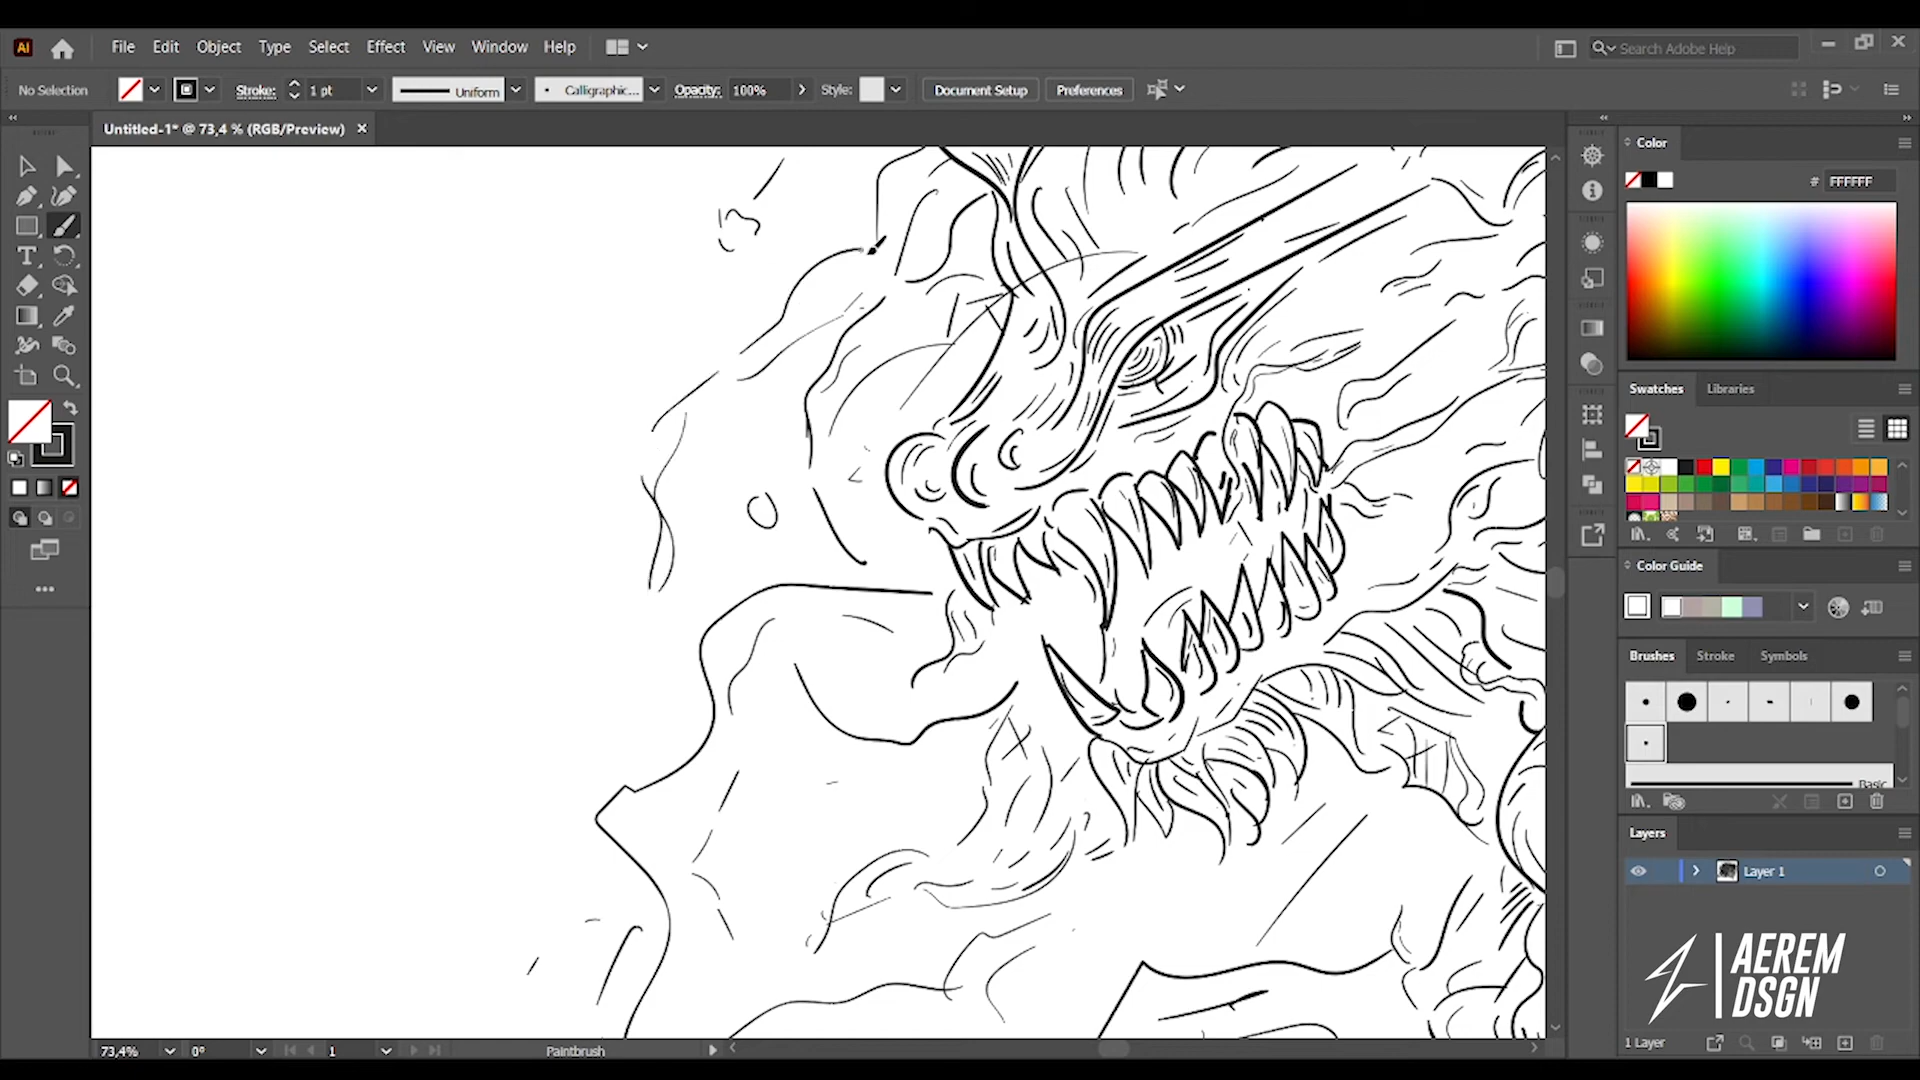 Ai File Edit Object Type Select Effect View Window Help Search Adobe Help
No Selection Stroke: 1 pt Uniform Calligraphic... Opacity: 100% Style: Document Setup Preferences
Untitled-1* @ 73,4 % (RGB/Preview)
Color
# FFFFFF
Swatches Libraries
Color Guide
Brushes Stroke Symbols
Basic
Layers
Layer 1
AEREM
DSGN
1 Layer
73,4% 0° 1 Paintbrush